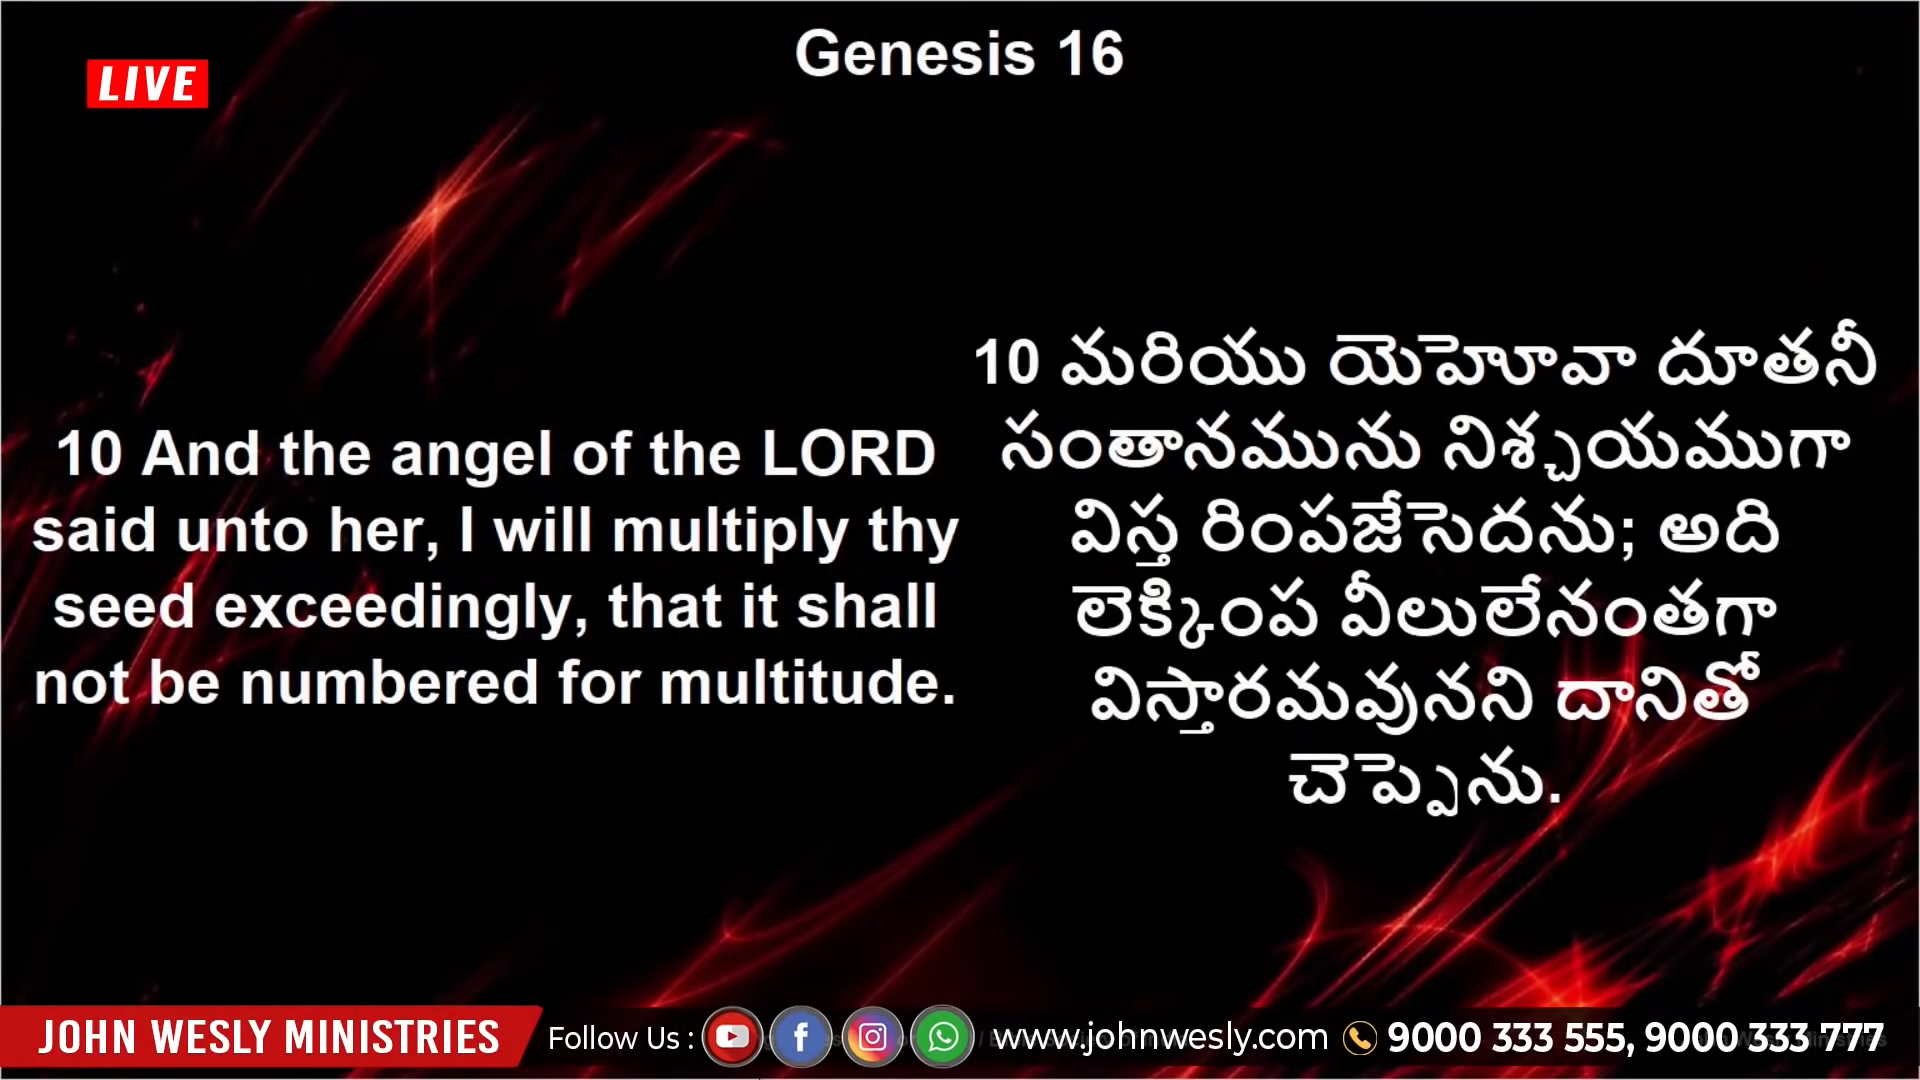 Genesis 16
LIVE
10 And the angel of the LORD
said unto her, I will multiply thy
seed exceedingly, that it shall
not be numbered for multitude.
10 మరియు యెహెూవా దూతనీ
సంతానమును నిశ్చయముగా
విస్త రింపజేసెదను; అది
లెక్కింప వీలులేనంతగా
విస్తారమవునని దానితో
చెప్పెను.
JOHN WESLY MINISTRIES Follow Us : www.johnwesly.com 9000 333 555, 9000 333 777